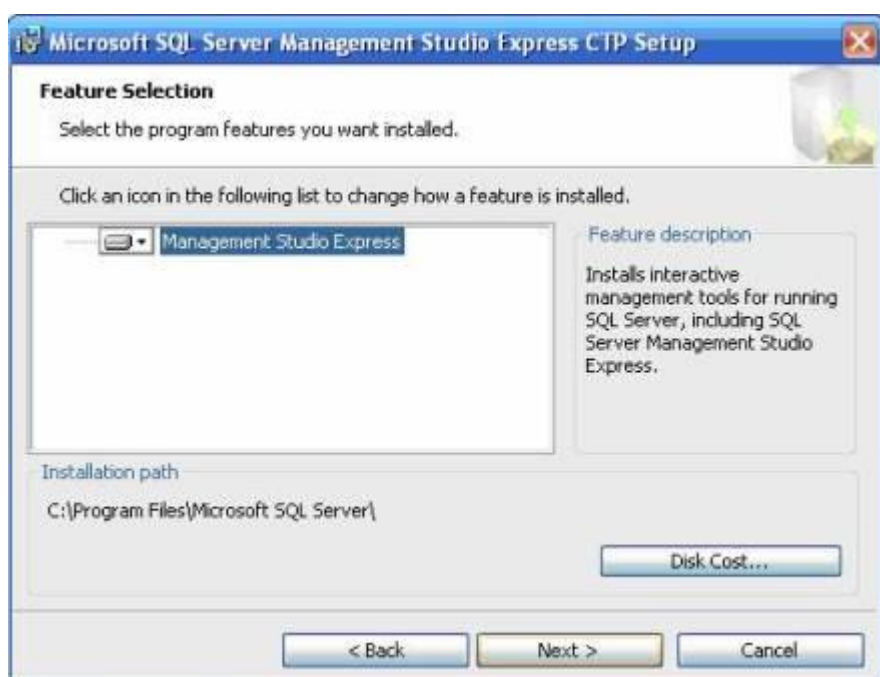 Microsoft SQL Server Management Studio Express CTP Setup
Feature Selection
Select the program features you want installed.
Click an icon in the following list to change how a feature is installed.
Management Studio Express
Feature description
Installs interactive
management tools for running
SQL Server, including SQL
Server Management Studio
Express.
Installation path
C:\Program Files\Microsoft SQL Server\
Disk Cost...
< Back
Next >
Cancel